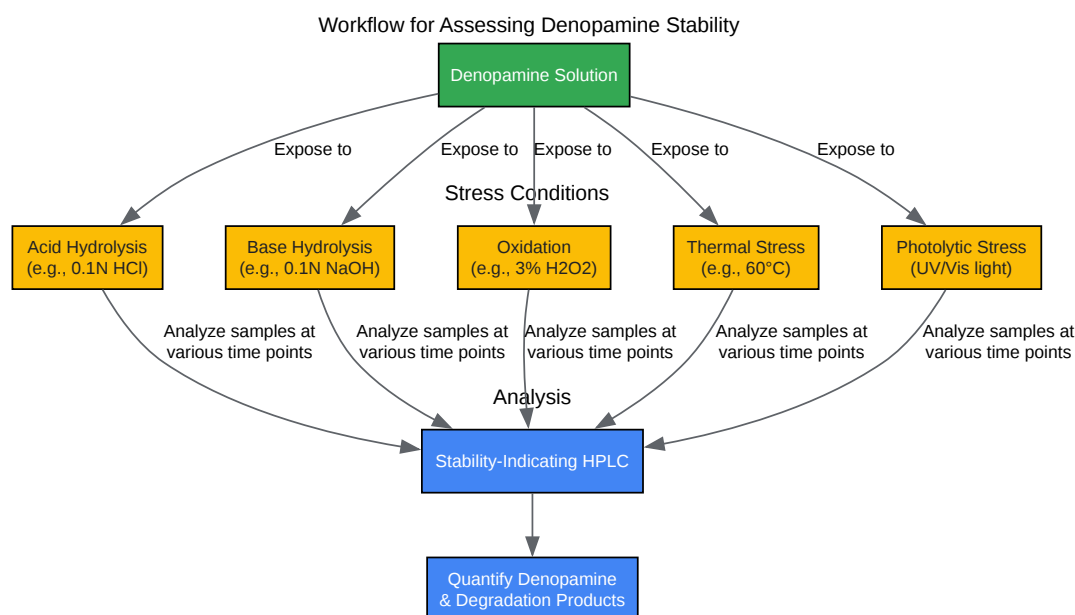 Workflow for Assessing Denopamine Stability
Denopamine Solution
Expose to
Expose to
Expose to
Expose to
Expose to
Stress Conditions
Acid Hydrolysis
(e.g., 0.1N HCl)
Base Hydrolysis
(e.g., 0.1N NaOH)
Oxidation
(e.g., 3% H2O2)
Thermal Stress
(e.g., 60°C)
Photolytic Stress
(UV/Vis light)
Analyze samples at
various time points
Analyze samples at
various time points
Analyze samples at
various time points
Analyze samples at
various time points
Analyze samples at
various time points
Analysis
Stability-Indicating HPLC
Quantify Denopamine
& Degradation Products